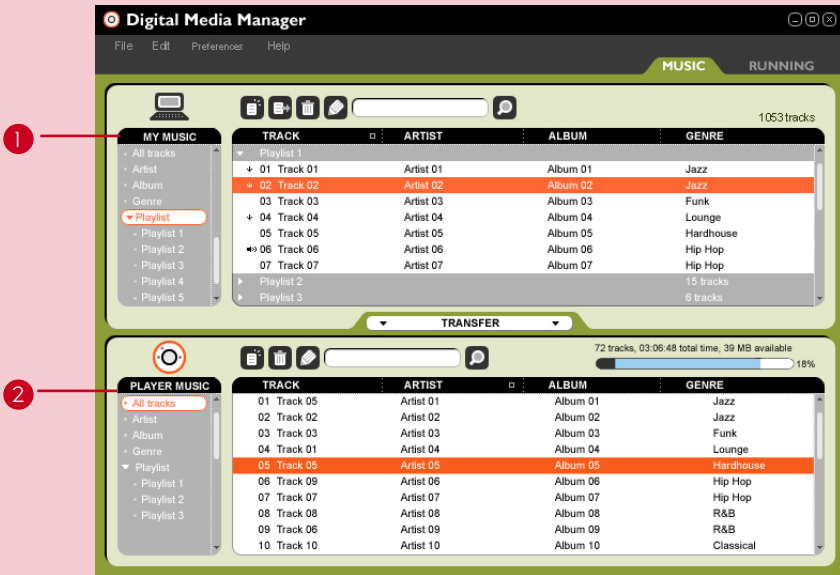 Digital Media Manager
File Edit Preferences Help
MUSIC RUNNING
1053 tracks
1
MY MUSIC
All tracks
Artist
Album
Genre
Playlist
Playlist 1
Playlist 2
Playlist 3
Playlist 4
Playlist 5
TRACK ARTIST ALBUM GENRE
Playlist 1
01 Track 01 Artist 01 Album 01 Jazz
02 Track 02 Artist 02 Album 02 Jazz
03 Track 03 Artist 03 Album 03 Funk
04 Track 04 Artist 04 Album 04 Lounge
05 Track 05 Artist 05 Album 05 Hardhouse
06 Track 06 Artist 06 Album 06 Hip Hop
07 Track 07 Artist 07 Album 07 Hip Hop
Playlist 2 15 tracks
Playlist 3 6 tracks
TRANSFER
72 tracks, 03:06:48 total time, 39 MB available
18%
2
PLAYER MUSIC
All tracks
Artist
Album
Genre
Playlist
Playlist 1
Playlist 2
Playlist 3
TRACK ARTIST ALBUM GENRE
01 Track 05 Artist 01 Album 01 Jazz
02 Track 02 Artist 02 Album 02 Jazz
03 Track 03 Artist 03 Album 03 Funk
04 Track 01 Artist 04 Album 04 Lounge
05 Track 05 Artist 05 Album 05 Hardhouse
06 Track 09 Artist 06 Album 06 Hip Hop
07 Track 07 Artist 07 Album 07 Hip Hop
08 Track 08 Artist 08 Album 08 R&B
09 Track 06 Artist 09 Album 09 R&B
10 Track 10 Artist 10 Album 10 Classical